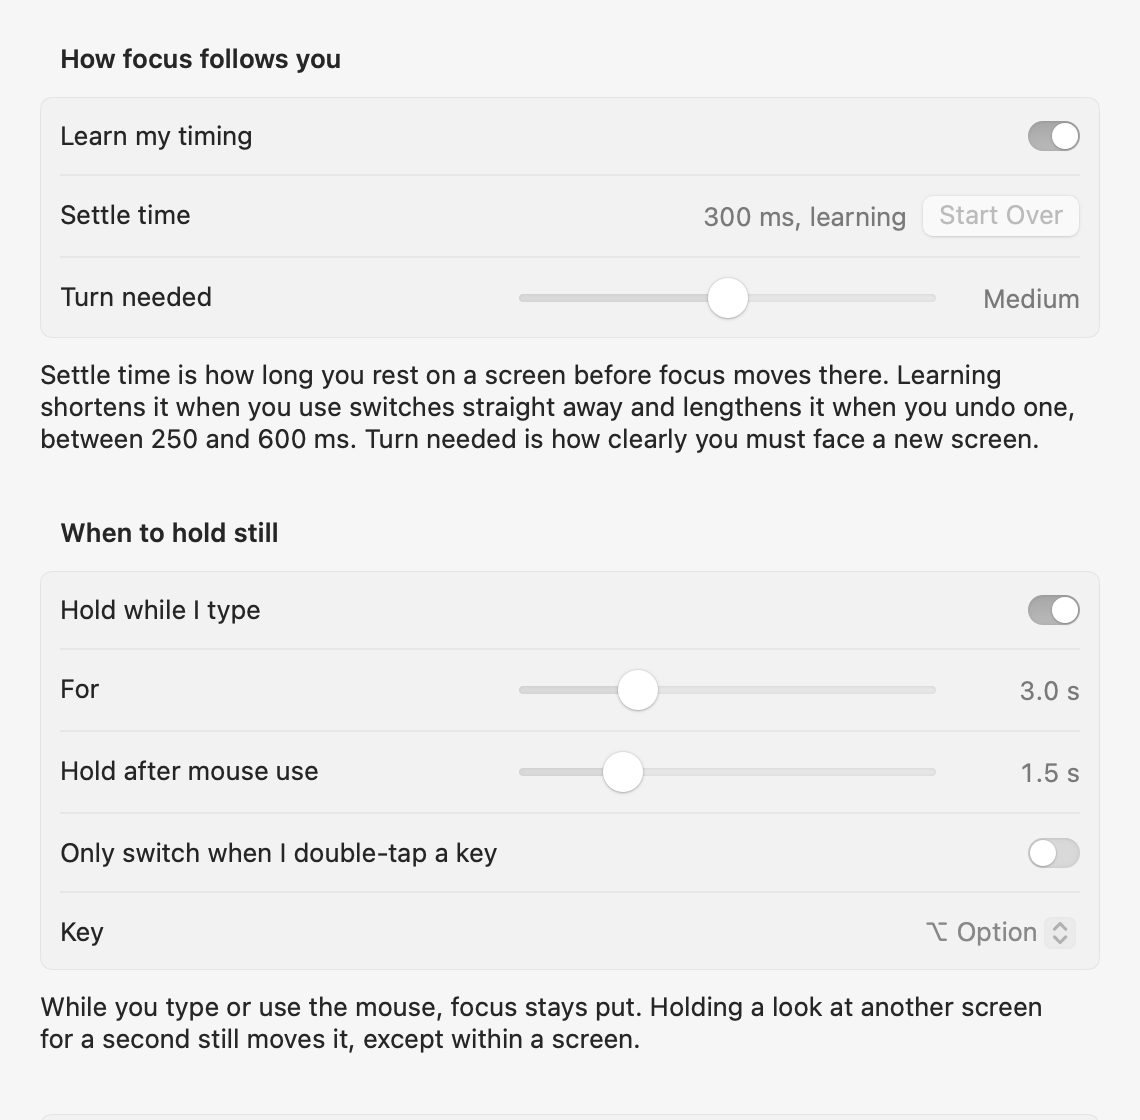 How focus follows you
Learn my timing
Settle time
300 ms, learning
Start Over
Turn needed
Medium
Settle time is how long you rest on a screen before focus moves there. Learning
shortens it when you use switches straight away and lengthens it when you undo one,
between 250 and 600 ms. Turn needed is how clearly you must face a new screen.
When to hold still
Hold while I type
For
3.0 s
Hold after mouse use
1.5 s
Only switch when I double-tap a key
Key
⌥ Option
While you type or use the mouse, focus stays put. Holding a look at another screen
for a second still moves it, except within a screen.